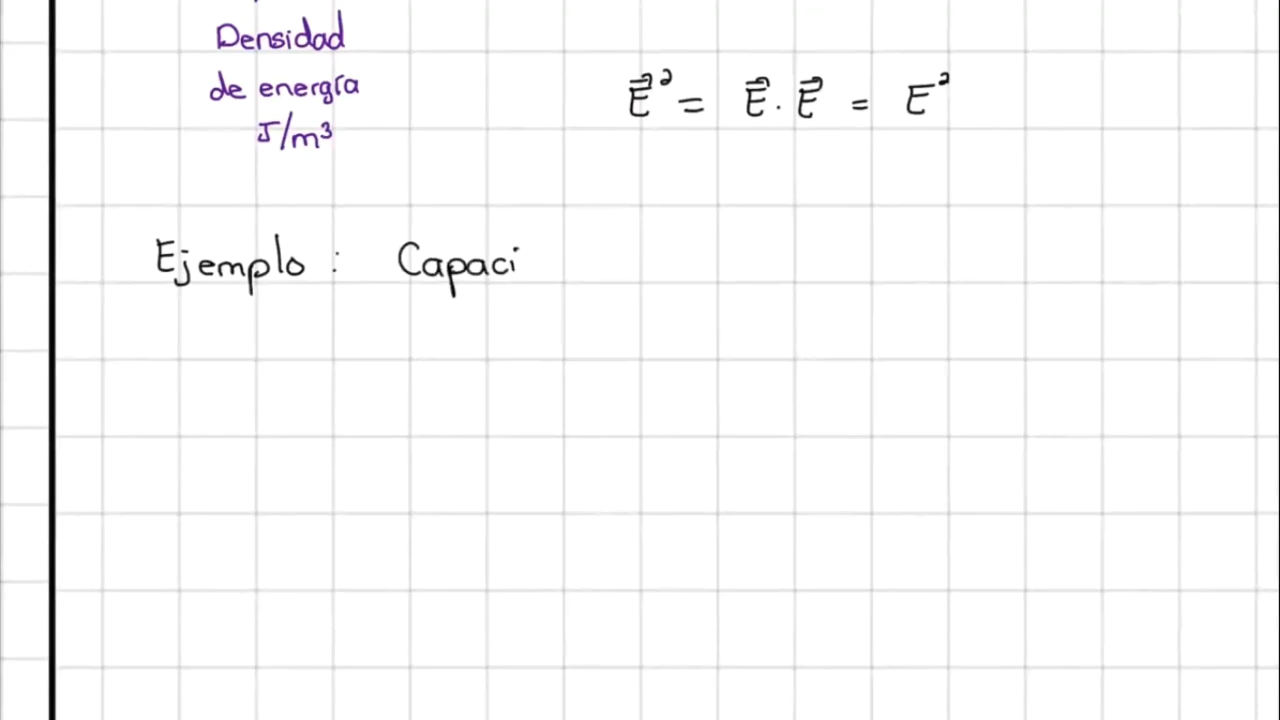 Densidad
de energía
J/m³
E⃗² = E⃗ · E⃗ = E²
Ejemplo : Capaci